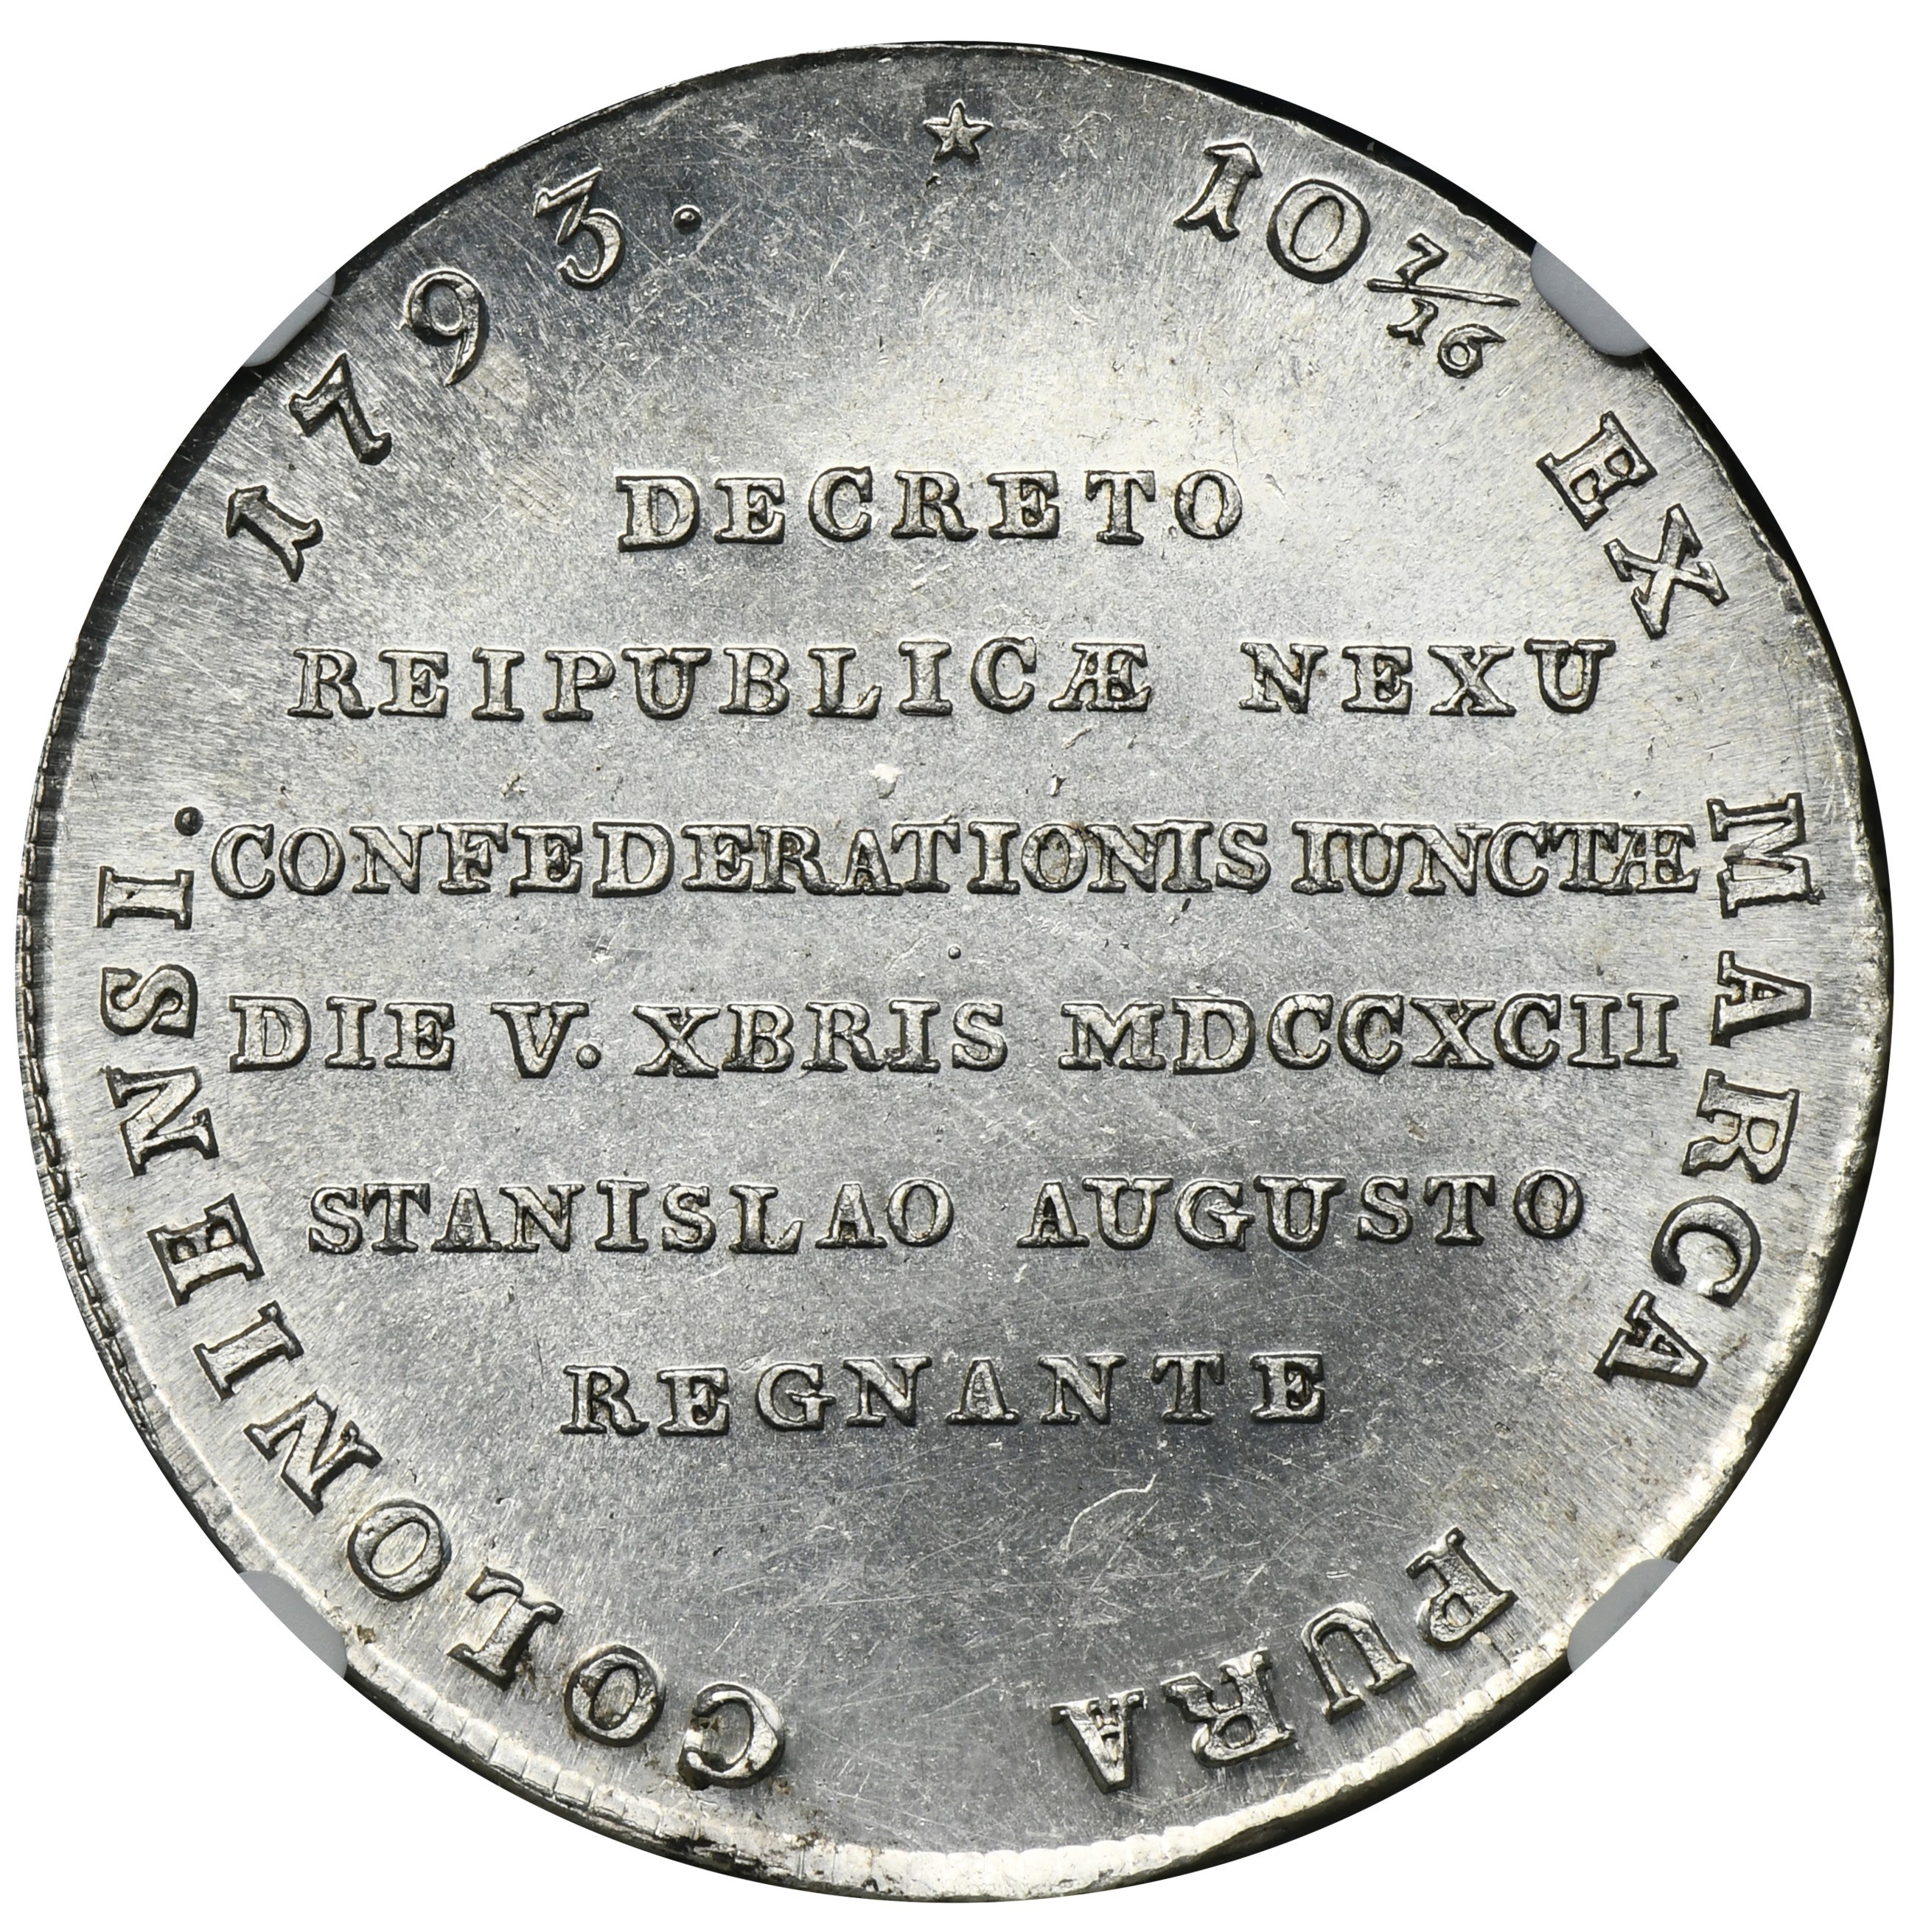 ★ 10 7/16 EX MARCA PURA COLONIENSI. 1793.
DECRETO
REIPUBLICÆ NEXU
CONFEDERATIONIS IUNCTÆ
DIE V. XBRIS MDCCXCII
STANISLAO AUGUSTO
REGNANTE